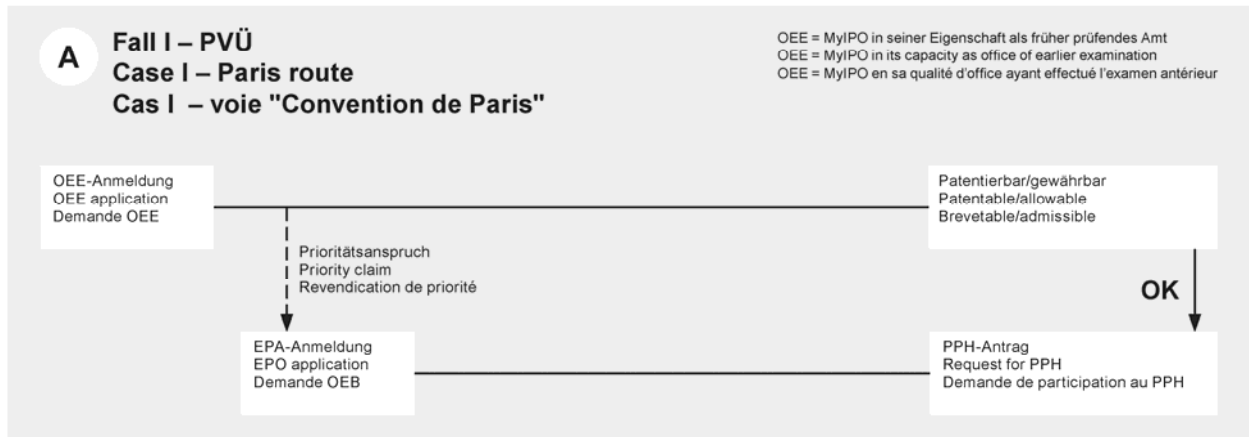 A
Fall I – PVÜ
Case I – Paris route
Cas I – voie "Convention de Paris"
OEE = MyIPO in seiner Eigenschaft als früher prüfendes Amt
OEE = MyIPO in its capacity as office of earlier examination
OEE = MyIPO en sa qualité d'office ayant effectué l'examen antérieur
OEE-Anmeldung
OEE application
Demande OEE
Patentierbar/gewährbar
Patentable/allowable
Brevetable/admissible
Prioritätsanspruch
Priority claim
Revendication de priorité
OK
EPA-Anmeldung
EPO application
Demande OEB
PPH-Antrag
Request for PPH
Demande de participation au PPH